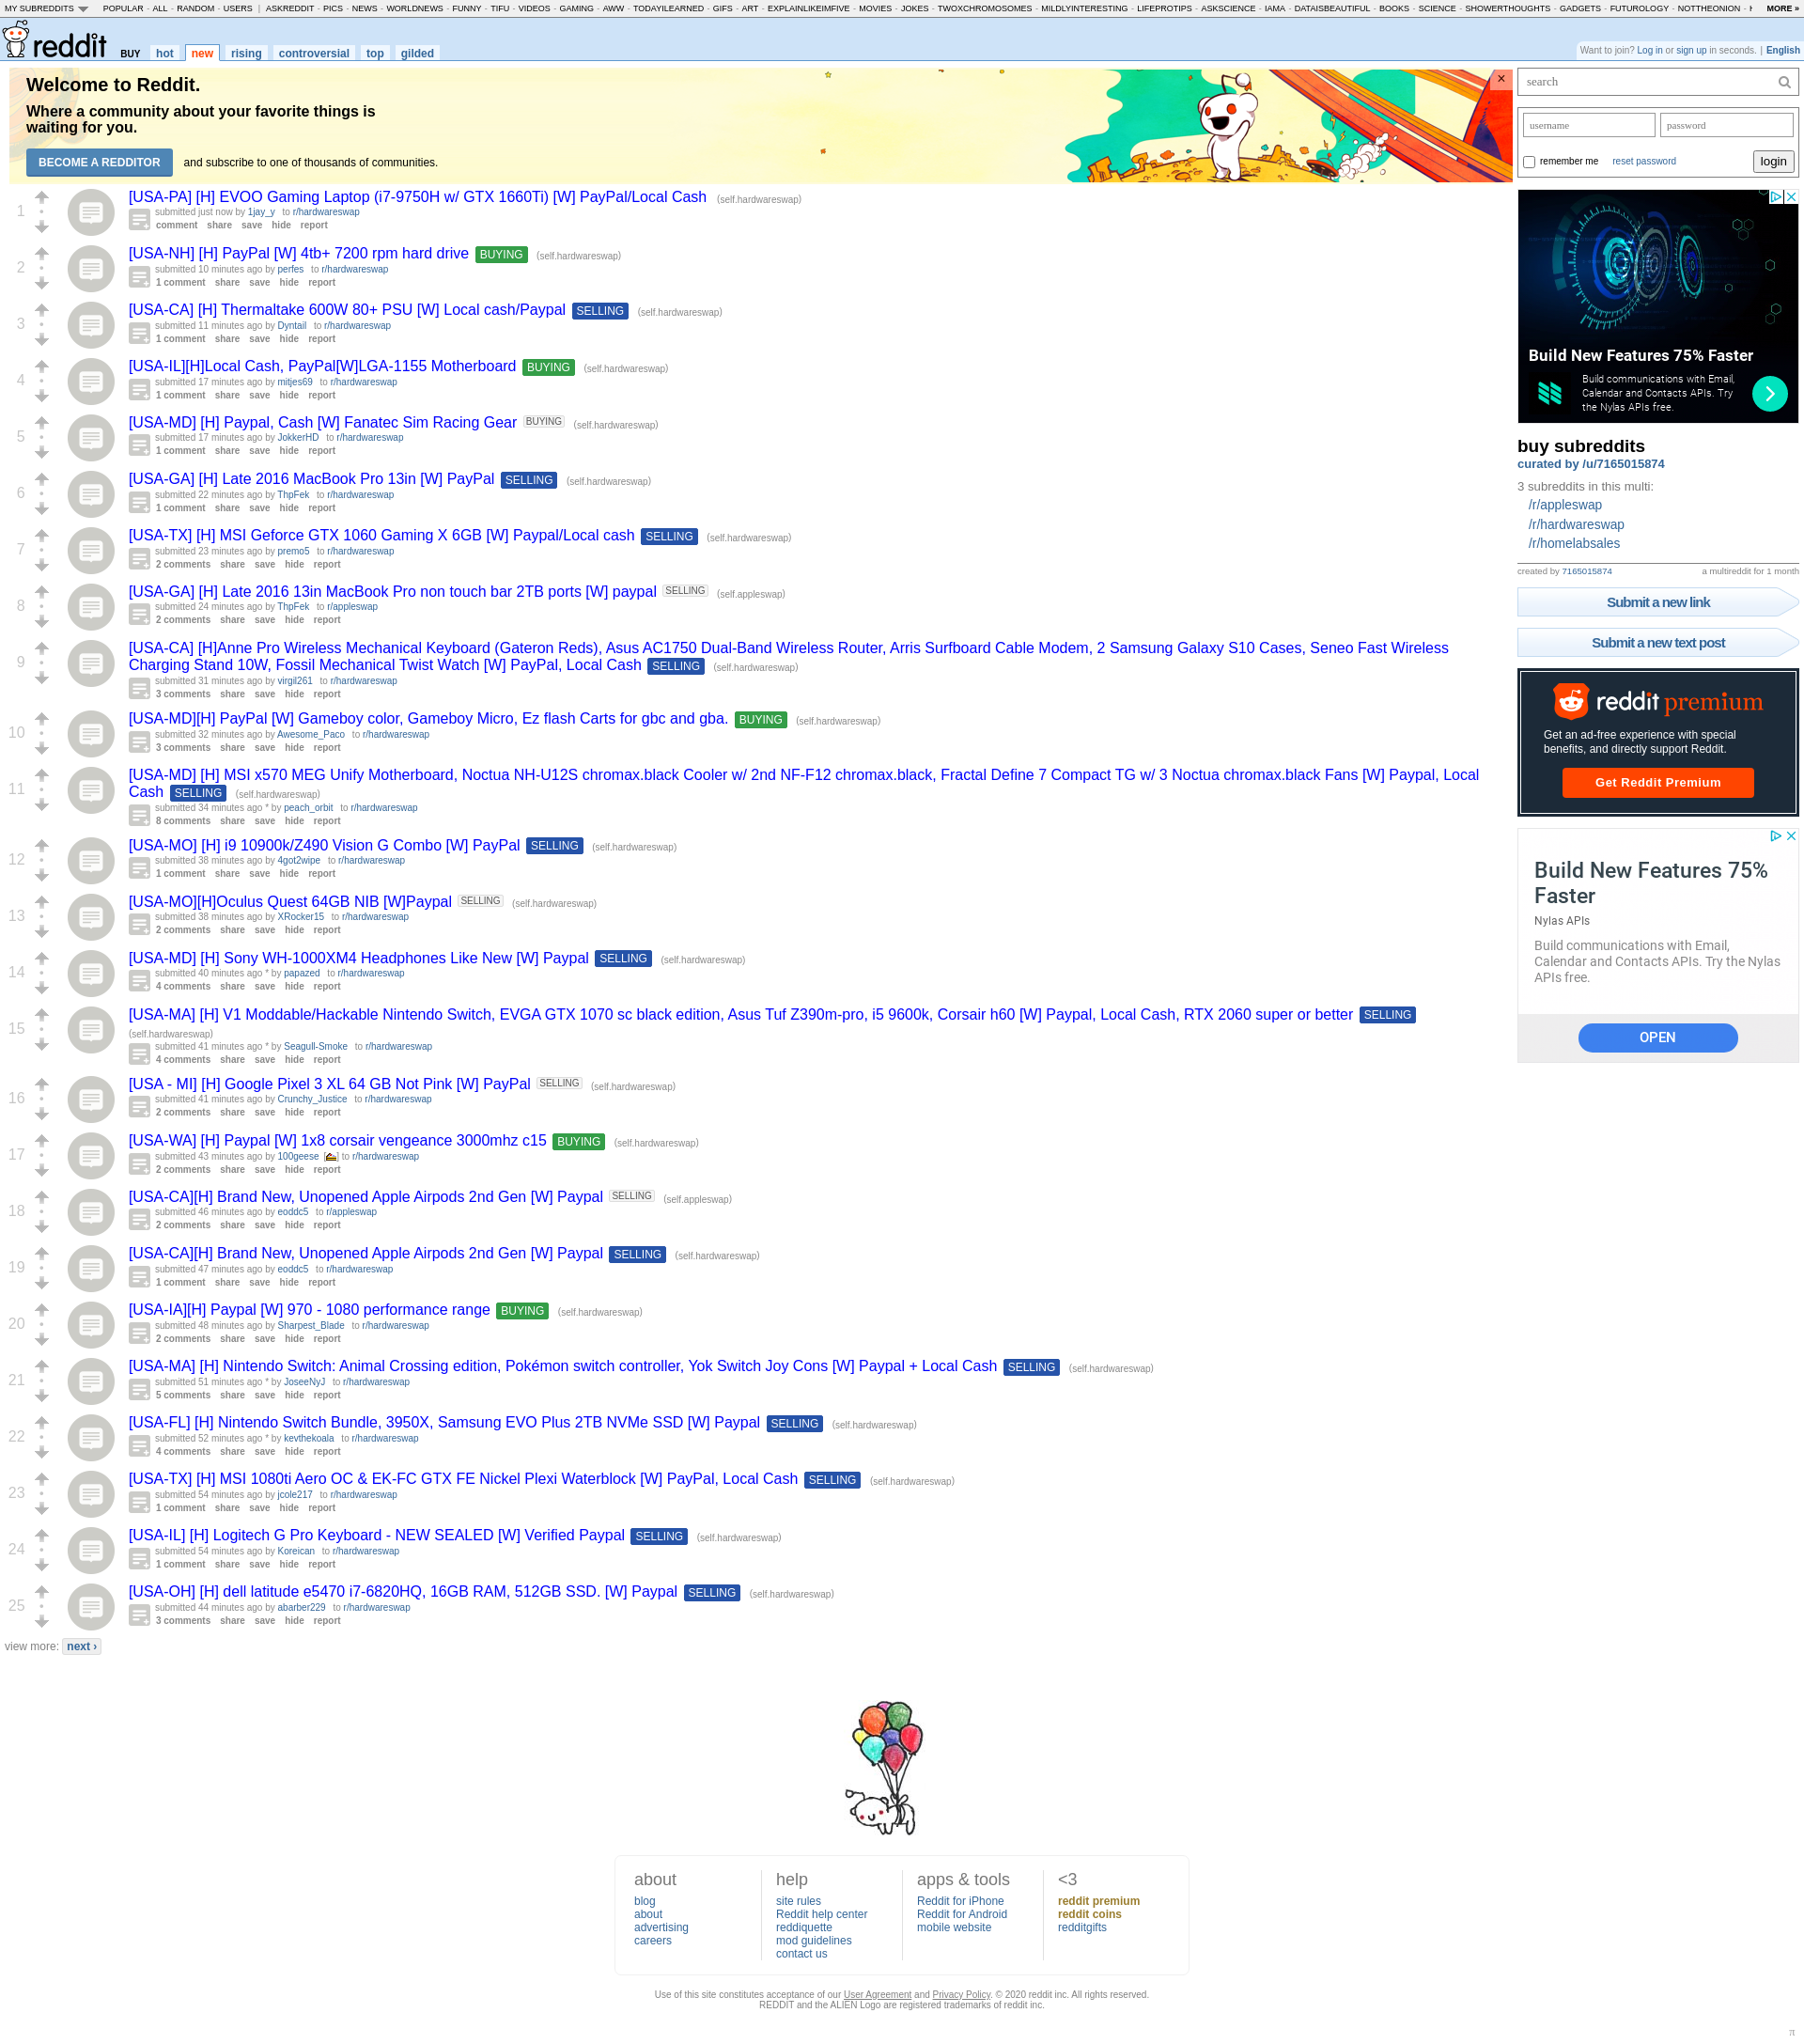 MY SUBREDDITS POPULAR - ALL - RANDOM - USERS | ASKREDDIT - PICS - NEWS - WORLDNEWS - FUNNY - TIFU - VIDEOS - GAMING - AWW - TODAYILEARNED - GIFS - ART - EXPLAINLIKEIMFIVE - MOVIES - JOKES - TWOXCHROMOSOMES - MILDLYINTERESTING - LIFEPROTIPS - ASKSCIENCE - IAMA - DATAISBEAUTIFUL - BOOKS - SCIENCE - SHOWERTHOUGHTS - GADGETS - FUTUROLOGY - NOTTHEONION - MORE »
reddit BUY hot new rising controversial top gilded
Want to join? Log in or sign up in seconds. | English
Welcome to Reddit.
Where a community about your favorite things is
waiting for you.
BECOME A REDDITOR and subscribe to one of thousands of communities.
×
1
[USA-PA] [H] EVOO Gaming Laptop (i7-9750H w/ GTX 1660Ti) [W] PayPal/Local Cash (self.hardwareswap)
submitted just now by 1jay_y to r/hardwareswap
comment share save hide report
2
[USA-NH] [H] PayPal [W] 4tb+ 7200 rpm hard drive BUYING (self.hardwareswap)
submitted 10 minutes ago by perfes to r/hardwareswap
1 comment share save hide report
3
[USA-CA] [H] Thermaltake 600W 80+ PSU [W] Local cash/Paypal SELLING (self.hardwareswap)
submitted 11 minutes ago by Dyntail to r/hardwareswap
1 comment share save hide report
4
[USA-IL][H]Local Cash, PayPal[W]LGA-1155 Motherboard BUYING (self.hardwareswap)
submitted 17 minutes ago by mitjes69 to r/hardwareswap
1 comment share save hide report
5
[USA-MD] [H] Paypal, Cash [W] Fanatec Sim Racing Gear BUYING (self.hardwareswap)
submitted 17 minutes ago by JokkerHD to r/hardwareswap
1 comment share save hide report
6
[USA-GA] [H] Late 2016 MacBook Pro 13in [W] PayPal SELLING (self.hardwareswap)
submitted 22 minutes ago by ThpFek to r/hardwareswap
1 comment share save hide report
7
[USA-TX] [H] MSI Geforce GTX 1060 Gaming X 6GB [W] Paypal/Local cash SELLING (self.hardwareswap)
submitted 23 minutes ago by premo5 to r/hardwareswap
2 comments share save hide report
8
[USA-GA] [H] Late 2016 13in MacBook Pro non touch bar 2TB ports [W] paypal SELLING (self.appleswap)
submitted 24 minutes ago by ThpFek to r/appleswap
2 comments share save hide report
9
[USA-CA] [H]Anne Pro Wireless Mechanical Keyboard (Gateron Reds), Asus AC1750 Dual-Band Wireless Router, Arris Surfboard Cable Modem, 2 Samsung Galaxy S10 Cases, Seneo Fast Wireless
Charging Stand 10W, Fossil Mechanical Twist Watch [W] PayPal, Local Cash SELLING (self.hardwareswap)
submitted 31 minutes ago by virgil261 to r/hardwareswap
3 comments share save hide report
10
[USA-MD][H] PayPal [W] Gameboy color, Gameboy Micro, Ez flash Carts for gbc and gba. BUYING (self.hardwareswap)
submitted 32 minutes ago by Awesome_Paco to r/hardwareswap
3 comments share save hide report
11
[USA-MD] [H] MSI x570 MEG Unify Motherboard, Noctua NH-U12S chromax.black Cooler w/ 2nd NF-F12 chromax.black, Fractal Define 7 Compact TG w/ 3 Noctua chromax.black Fans [W] Paypal, Local
Cash SELLING (self.hardwareswap)
submitted 34 minutes ago * by peach_orbit to r/hardwareswap
8 comments share save hide report
12
[USA-MO] [H] i9 10900k/Z490 Vision G Combo [W] PayPal SELLING (self.hardwareswap)
submitted 38 minutes ago by 4got2wipe to r/hardwareswap
1 comment share save hide report
13
[USA-MO][H]Oculus Quest 64GB NIB [W]Paypal SELLING (self.hardwareswap)
submitted 38 minutes ago by XRocker15 to r/hardwareswap
2 comments share save hide report
14
[USA-MD] [H] Sony WH-1000XM4 Headphones Like New [W] Paypal SELLING (self.hardwareswap)
submitted 40 minutes ago * by papazed to r/hardwareswap
4 comments share save hide report
15
[USA-MA] [H] V1 Moddable/Hackable Nintendo Switch, EVGA GTX 1070 sc black edition, Asus Tuf Z390m-pro, i5 9600k, Corsair h60 [W] Paypal, Local Cash, RTX 2060 super or better SELLING
(self.hardwareswap)
submitted 41 minutes ago * by Seagull-Smoke to r/hardwareswap
4 comments share save hide report
16
[USA - MI] [H] Google Pixel 3 XL 64 GB Not Pink [W] PayPal SELLING (self.hardwareswap)
submitted 41 minutes ago by Crunchy_Justice to r/hardwareswap
2 comments share save hide report
17
[USA-WA] [H] Paypal [W] 1x8 corsair vengeance 3000mhz c15 BUYING (self.hardwareswap)
submitted 43 minutes ago by 100geese [ ] to r/hardwareswap
2 comments share save hide report
18
[USA-CA][H] Brand New, Unopened Apple Airpods 2nd Gen [W] Paypal SELLING (self.appleswap)
submitted 46 minutes ago by eoddc5 to r/appleswap
2 comments share save hide report
19
[USA-CA][H] Brand New, Unopened Apple Airpods 2nd Gen [W] Paypal SELLING (self.hardwareswap)
submitted 47 minutes ago by eoddc5 to r/hardwareswap
1 comment share save hide report
20
[USA-IA][H] Paypal [W] 970 - 1080 performance range BUYING (self.hardwareswap)
submitted 48 minutes ago by Sharpest_Blade to r/hardwareswap
2 comments share save hide report
21
[USA-MA] [H] Nintendo Switch: Animal Crossing edition, Pokémon switch controller, Yok Switch Joy Cons [W] Paypal + Local Cash SELLING (self.hardwareswap)
submitted 51 minutes ago * by JoseeNyJ to r/hardwareswap
5 comments share save hide report
22
[USA-FL] [H] Nintendo Switch Bundle, 3950X, Samsung EVO Plus 2TB NVMe SSD [W] Paypal SELLING (self.hardwareswap)
submitted 52 minutes ago * by kevthekoala to r/hardwareswap
4 comments share save hide report
23
[USA-TX] [H] MSI 1080ti Aero OC & EK-FC GTX FE Nickel Plexi Waterblock [W] PayPal, Local Cash SELLING (self.hardwareswap)
submitted 54 minutes ago by jcole217 to r/hardwareswap
1 comment share save hide report
24
[USA-IL] [H] Logitech G Pro Keyboard - NEW SEALED [W] Verified Paypal SELLING (self.hardwareswap)
submitted 54 minutes ago by Koreican to r/hardwareswap
1 comment share save hide report
25
[USA-OH] [H] dell latitude e5470 i7-6820HQ, 16GB RAM, 512GB SSD. [W] Paypal SELLING (self.hardwareswap)
submitted 44 minutes ago by abarber229 to r/hardwareswap
3 comments share save hide report
view more: next ›
search
username password
remember me reset password login
Build New Features 75% Faster
Build communications with Email,
Calendar and Contacts APIs. Try
the Nylas APIs free.
buy subreddits
curated by /u/7165015874
3 subreddits in this multi:
/r/appleswap
/r/hardwareswap
/r/homelabsales
created by 7165015874 a multireddit for 1 month
Submit a new link
Submit a new text post
reddit premium
Get an ad-free experience with special
benefits, and directly support Reddit.
Get Reddit Premium
Build New Features 75%
Faster
Nylas APIs
Build communications with Email,
Calendar and Contacts APIs. Try the Nylas
APIs free.
OPEN
about
blog
about
advertising
careers
help
site rules
Reddit help center
reddiquette
mod guidelines
contact us
apps & tools
Reddit for iPhone
Reddit for Android
mobile website
<3
reddit premium
reddit coins
redditgifts
Use of this site constitutes acceptance of our User Agreement and Privacy Policy. © 2020 reddit inc. All rights reserved.
REDDIT and the ALIEN Logo are registered trademarks of reddit inc.
π